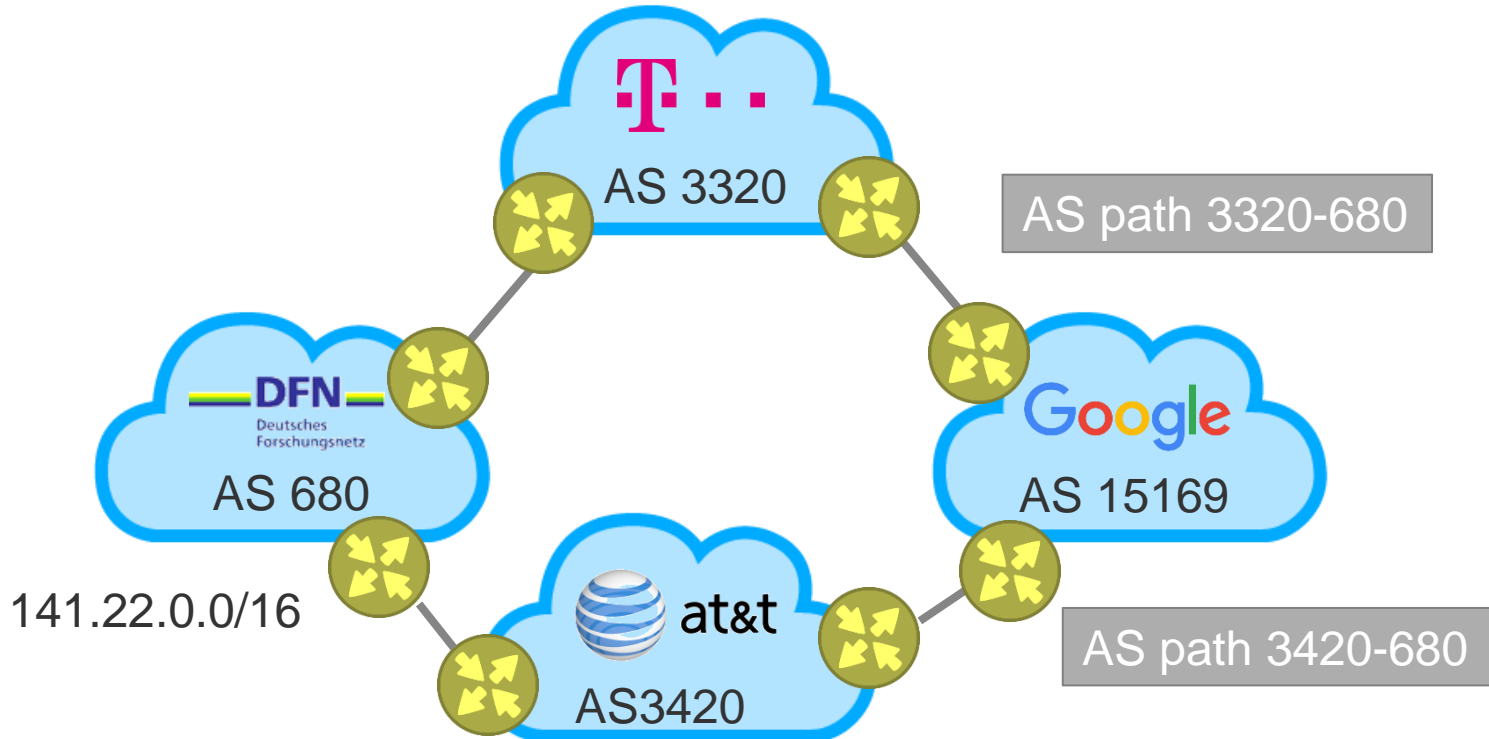 T
AS 3320
AS path 3320-680
DFN
Deutsches
Forschungsnetz
AS 680
Google
AS 15169
141.22.0.0/16
at&t
AS3420
AS path 3420-680